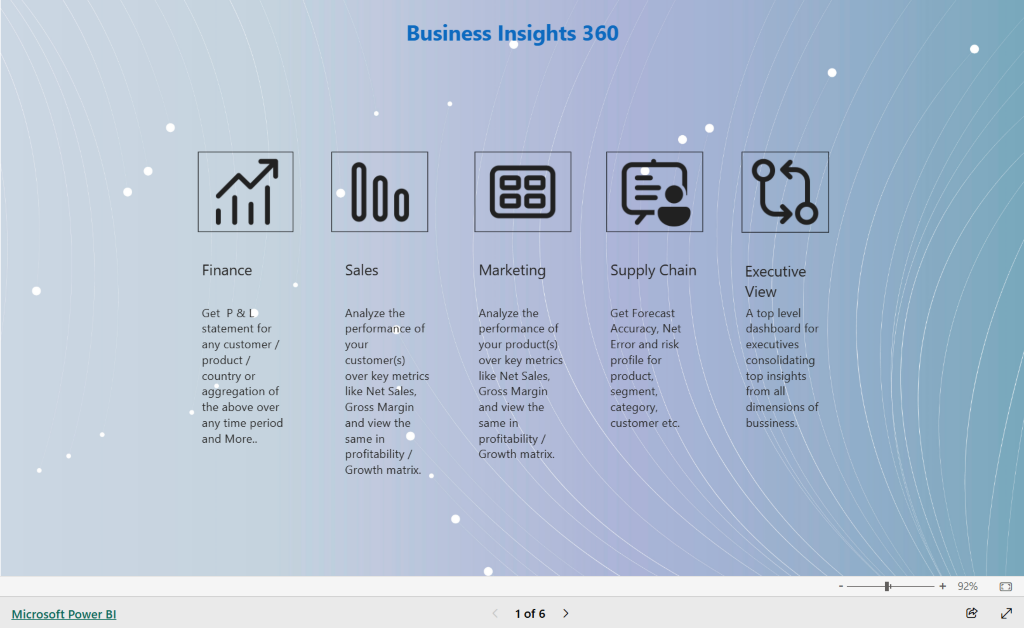 Business Insights 360
Finance
Get P & L
statement for
any customer /
product /
country or
aggregation of
the above over
any time period
and More..
Sales
Analyze the
performance of
your
customer(s)
over key metrics
like Net Sales,
Gross Margin
and view the
same in
profitability /
Growth matrix.
Marketing
Analyze the
performance of
your product(s)
over key metrics
like Net Sales,
Gross Margin
and view the
same in
profitability /
Growth matrix.
Supply Chain
Get Forecast
Accuracy, Net
Error and risk
profile for
product,
segment,
category,
customer etc.
Executive
View
A top level
dashboard for
executives
consolidating
top insights
from all
dimensions of
bussiness.
- + 92%
Microsoft Power BI
1 of 6